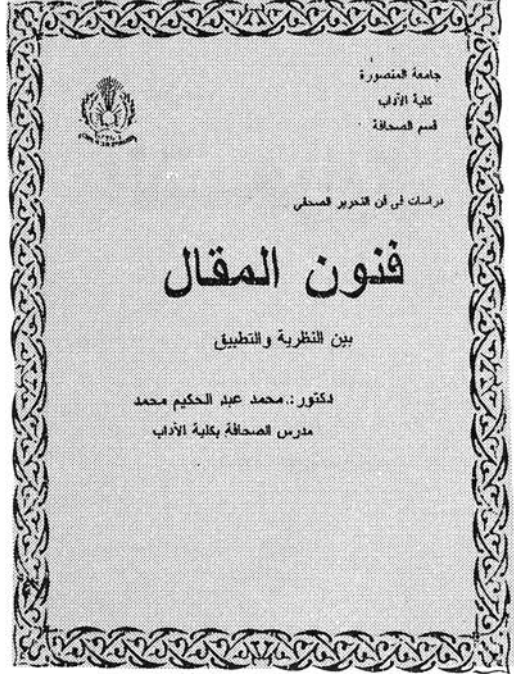 جامعة المنصورة
كلية الآداب
قسم الصحافة
دراسات في فن التحرير الصحفي
فنون المقال
بين النظرية والتطبيق
دكتور: محمد عبد الحكيم محمد
مدرس الصحافة بكلية الآداب